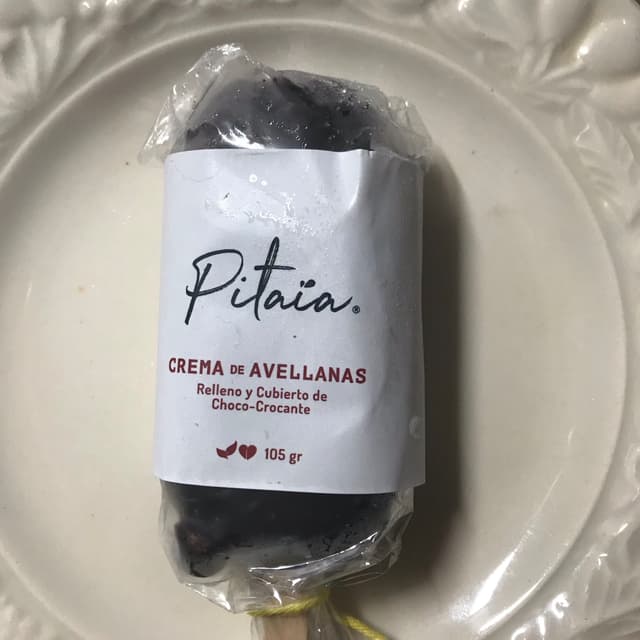 Pitaïa®
CREMA DE AVELLANAS
Relleno y Cubierto de
Choco-Crocante
105 gr